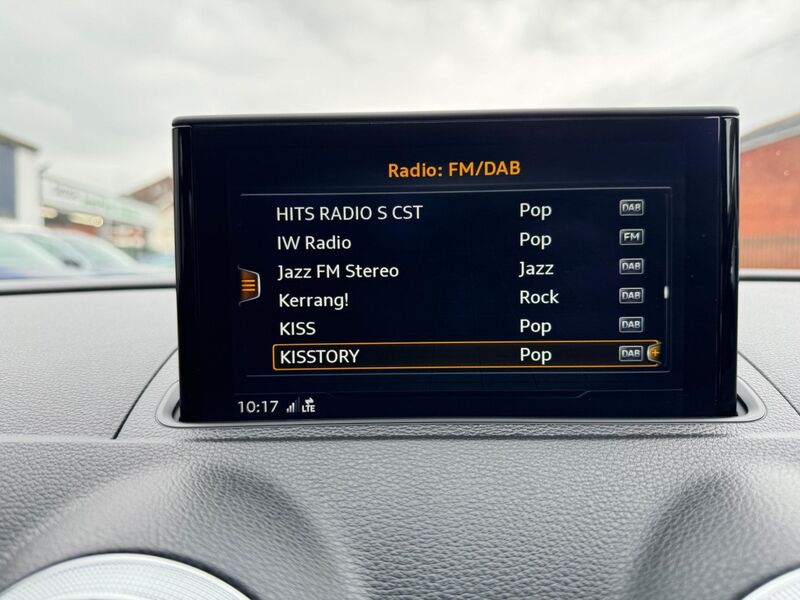 Radio: FM/DAB
HITS RADIO S CST Pop DAB
IW Radio Pop FM
Jazz FM Stereo Jazz DAB
Kerrang! Rock DAB
KISS Pop DAB
KISSTORY Pop DAB
10:17 LTE